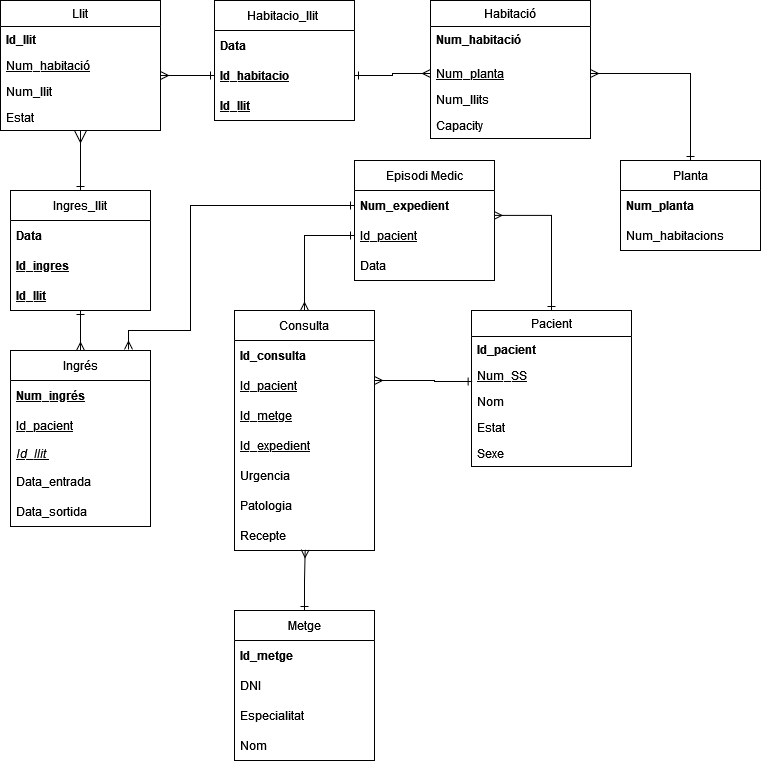 Llit
Id_llit
Num_habitació
Num_llit
Estat
Habitacio_llit
Data
Id_habitacio
Id_llit
Habitació
Num_habitació
Num_planta
Num_llits
Capacity
Planta
Num_planta
Num_habitacions
Ingres_llit
Data
Id_ingres
Id_llit
Episodi Medic
Num_expedient
Id_pacient
Data
Ingrés
Num_ingrés
Id_pacient
Id_llit
Data_entrada
Data_sortida
Consulta
Id_consulta
Id_pacient
Id_metge
Id_expedient
Urgencia
Patologia
Recepte
Pacient
Id_pacient
Num_SS
Nom
Estat
Sexe
Metge
Id_metge
DNI
Especialitat
Nom